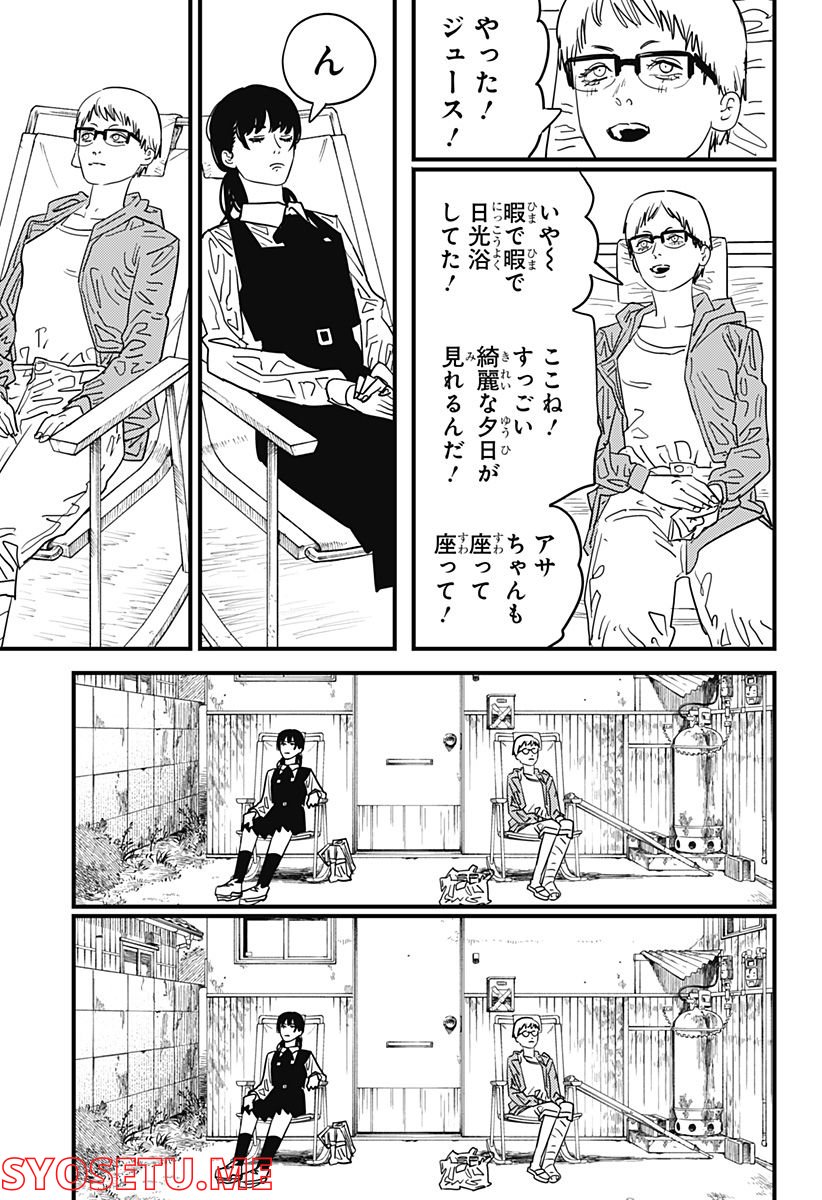 やった！
ジュース！
いや〜
暇で暇で
日光浴
してた！
ここね！
すっごい
綺麗な夕日が
見れるんだ！
アサ
ちゃんも
座って
座って！
ん
SYOSETU.ME